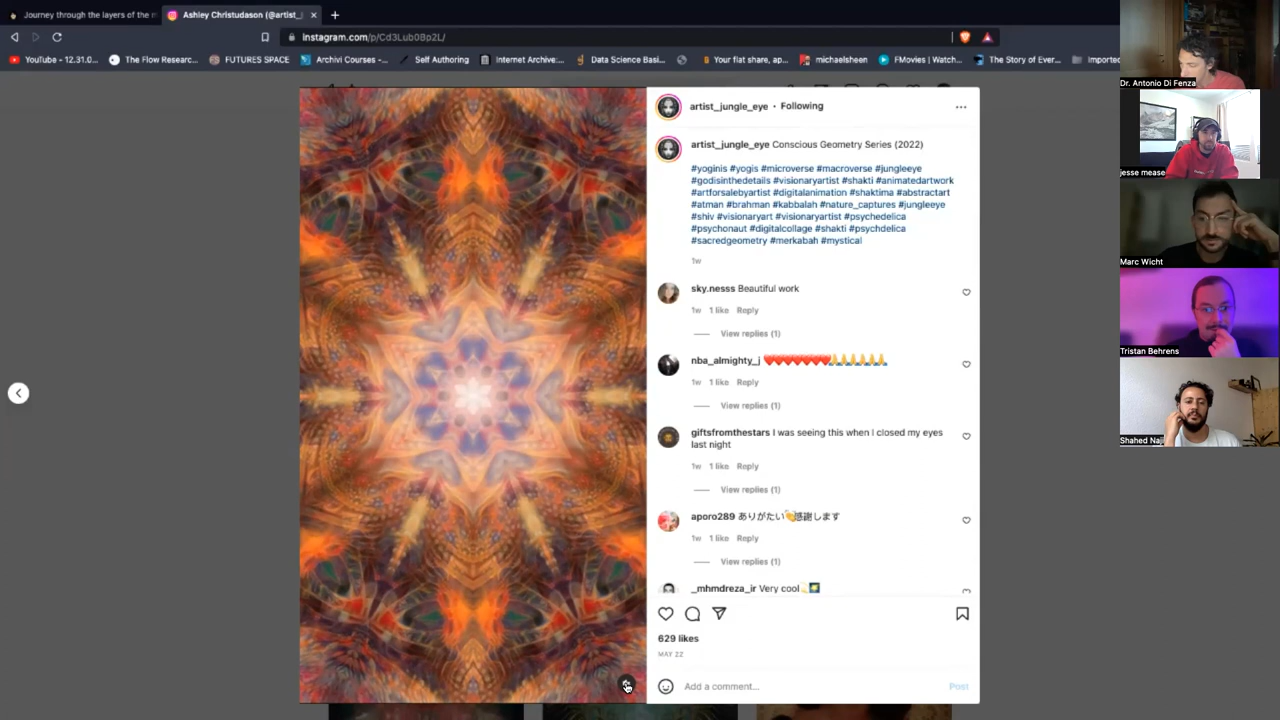 Journey through the layers of the m
Ashley Christudason (@artist_j
instagram.com/p/Cd3Lub0Bp2L/
YouTube - 12.31.0...
The Flow Researc...
FUTURES SPACE
Archivi Courses -...
Self Authoring
Internet Archive:...
Data Science Basi...
Your flat share, ap...
michaelsheen
FMovies | Watch...
The Story of Ever...
Imported
artist_jungle_eye • Following
artist_jungle_eye Conscious Geometry Series (2022)
#yoginis #yogis #microverse #macroverse #jungleeye
#godisinthedetails #visionaryartist #shakti #animatedartwork
#artforsalebyartist #digitalanimation #shaktima #abstractart
#atman #brahman #kabbalah #nature_captures #jungleeye
#shiv #visionaryart #visionaryartist #psychedelica
#psychonaut #digitalcollage #shakti #psychdelica
#sacredgeometry #merkabah #mystical
1w
sky.nesss Beautiful work
1w 1 like Reply
View replies (1)
nba_almighty_j ❤️❤️❤️❤️❤️❤️❤️🙏🙏🙏🙏🙏🙏
1w 1 like Reply
View replies (1)
giftsfromthestars I was seeing this when I closed my eyes
last night
1w 1 like Reply
View replies (1)
aporo289 ありがたい👏感謝します
1w 1 like Reply
View replies (1)
_mhmdreza_ir Very cool
629 likes
MAY 22
Add a comment...
Post
Dr. Antonio Di Fenza
jesse mease
Marc Wicht
Tristan Behrens
Shahed Naji